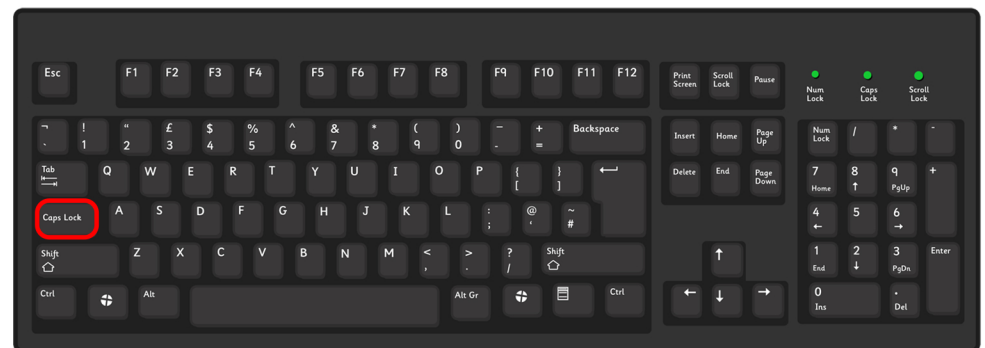 Esc F1 F2 F3 F4 F5 F6 F7 F8 F9 F10 F11 F12 Print Screen Scroll Lock Pause
Num Lock Caps Lock Scroll Lock
¬ ! " £ $ % ^ & * ( ) _ + Backspace Insert Home Page Up Num Lock / * -
` 1 2 3 4 5 6 7 8 9 0 - =
Tab Q W E R T Y U I O P { } Delete End Page Down 7 8 9 +
[ ] Home ↑ PgUp
Caps Lock A S D F G H J K L : @ ~ 4 5 6
; ' # ← →
Shift Z X C V B N M < > ? Shift ↑ 1 2 3 Enter
, . / End ↓ PgDn
Ctrl Alt Alt Gr Ctrl ← ↓ → 0 .
Ins Del